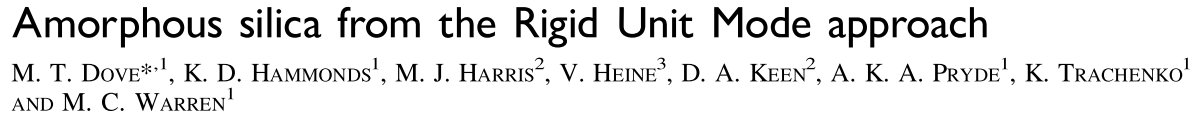 Amorphous silica from the Rigid Unit Mode approach
M. T. DOVE*,1, K. D. HAMMONDS1, M. J. HARRIS2, V. HEINE3, D. A. KEEN2, A. K. A. PRYDE1, K. TRACHENKO1
AND M. C. WARREN1